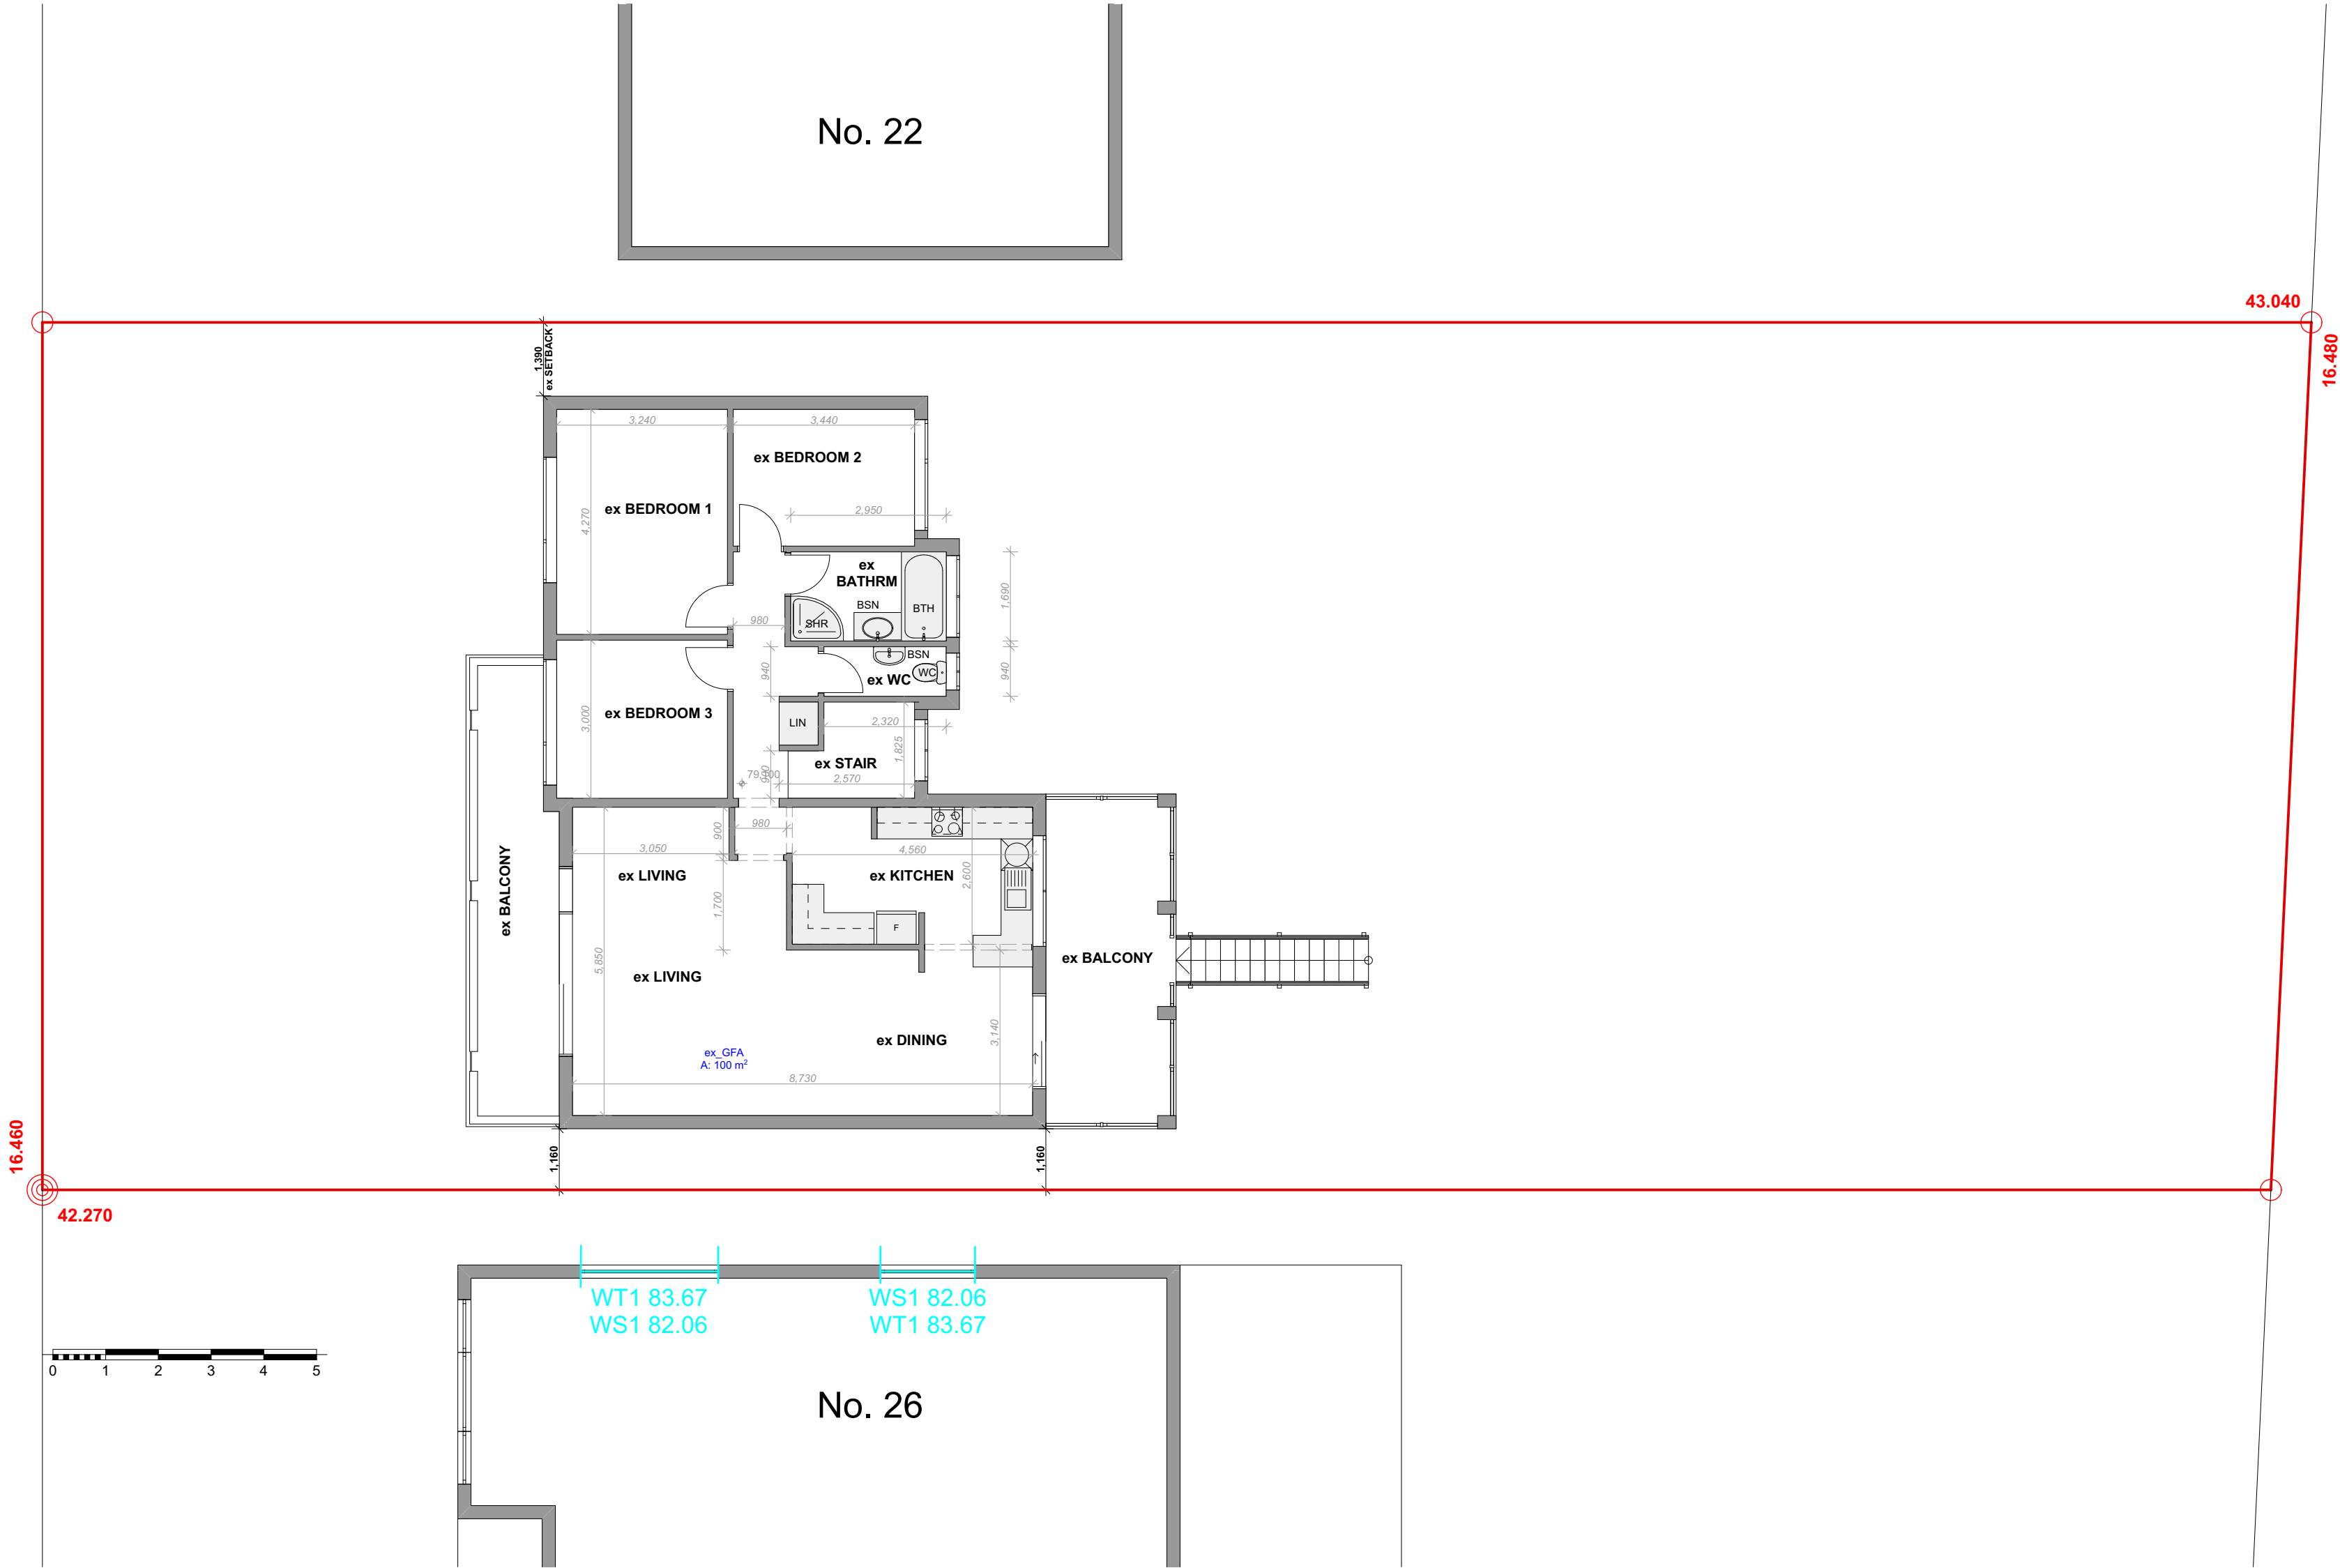 No. 22
43.040
16.480
1,390
ex SETBACK
3,240
3,440
ex BEDROOM 2
ex BEDROOM 1
4,270
2,950
ex
BATHRM
BSN
BTH
SHR
1,690
980
940
BSN
WC
ex WC
940
ex BEDROOM 3
3,000
LIN
2,320
1,825
ex STAIR
900
2,570
900
980
3,050
4,560
ex LIVING
ex KITCHEN
2,600
1,700
F
ex BALCONY
ex BALCONY
5,850
ex LIVING
3,140
ex DINING
ex_GFA
A: 100 m²
8,730
16.460
1,160
1,160
42.270
WT1 83.67
WS1 82.06
WS1 82.06
WT1 83.67
0 1 2 3 4 5
No. 26